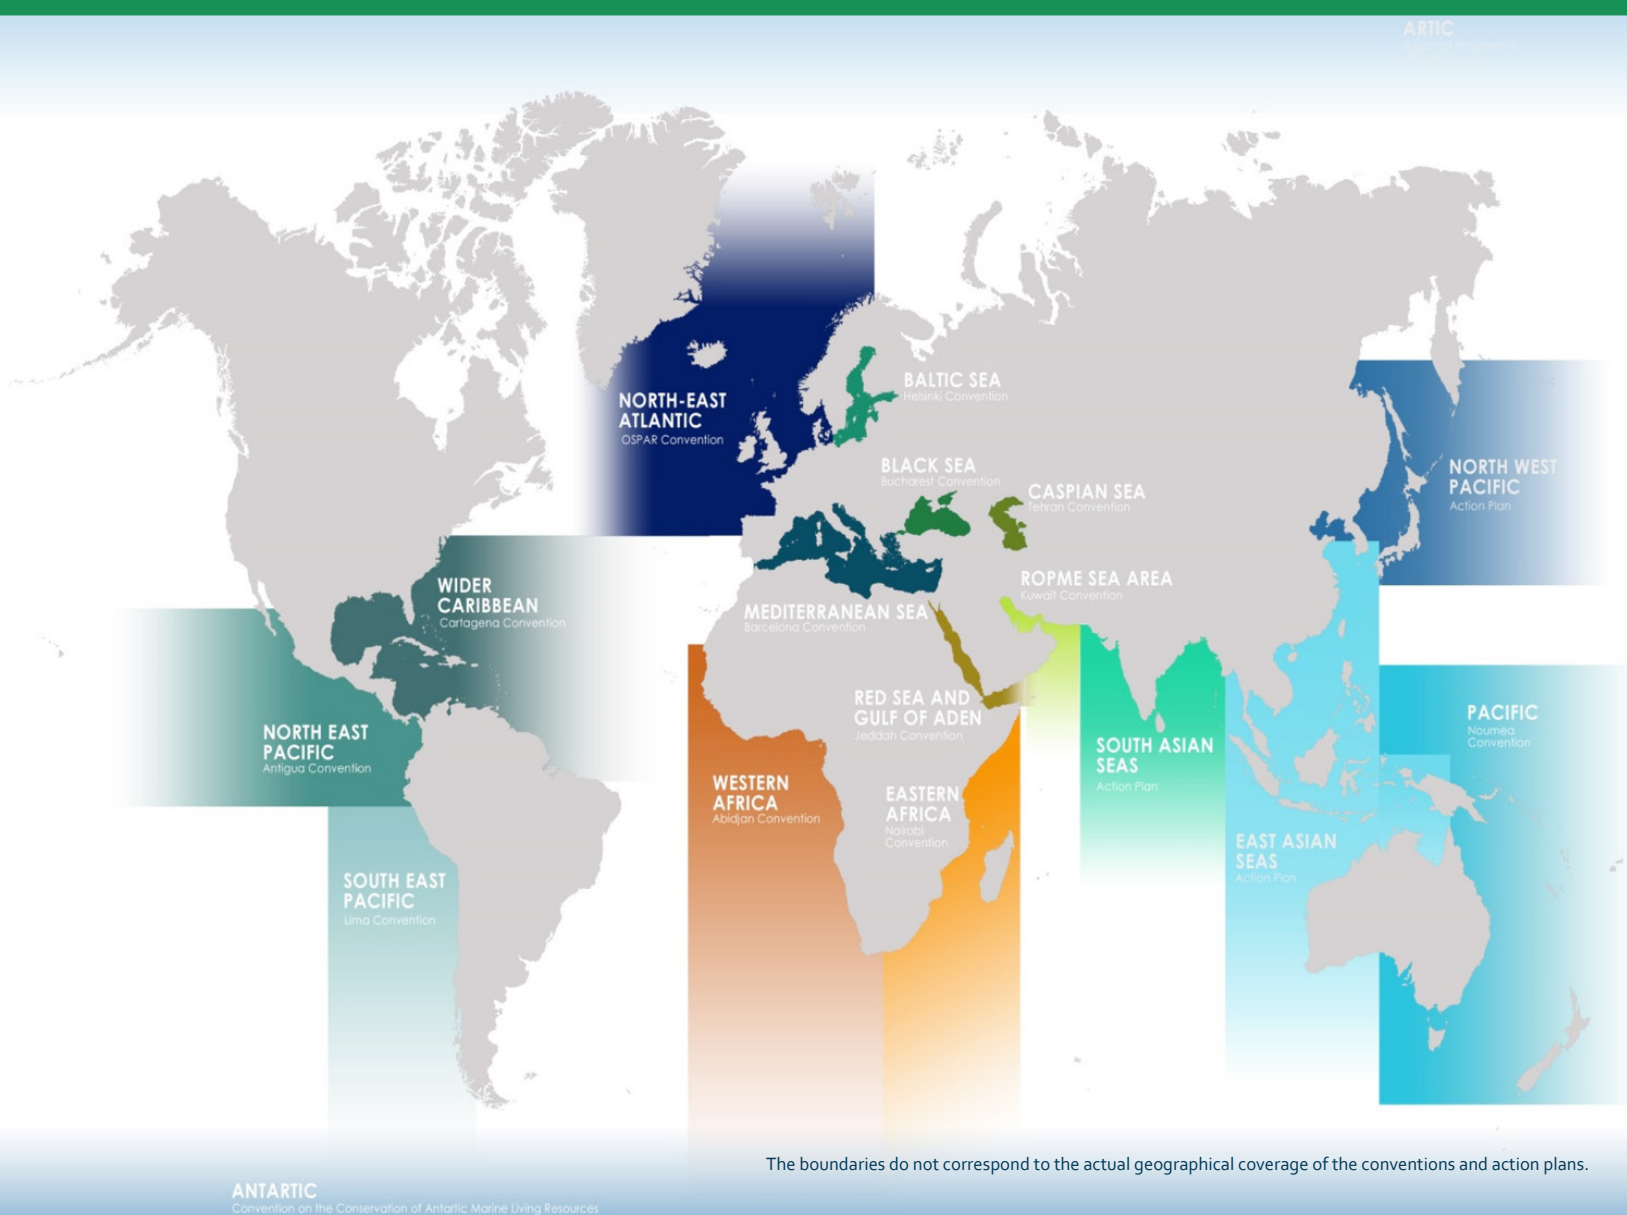 ARTIC
NORTH-EAST
ATLANTIC
OSPAR Convention
BALTIC SEA
Helsinki Convention
BLACK SEA
Bucharest Convention
CASPIAN SEA
Tehran Convention
NORTH WEST
PACIFIC
Action Plan
WIDER
CARIBBEAN
Cartagena Convention
ROPME SEA AREA
Kuwait Convention
MEDITERRANEAN SEA
Barcelona Convention
RED SEA AND
GULF OF ADEN
Jeddah Convention
NORTH EAST
PACIFIC
Antigua Convention
PACIFIC
Noumea
Convention
SOUTH ASIAN
SEAS
Action Plan
WESTERN
AFRICA
Abidjan Convention
EASTERN
AFRICA
Nairobi
Convention
EAST ASIAN
SEAS
Action Plan
SOUTH EAST
PACIFIC
Lima Convention
The boundaries do not correspond to the actual geographical coverage of the conventions and action plans.
ANTARTIC
Convention on the Conservation of Antartic Marine Living Resources